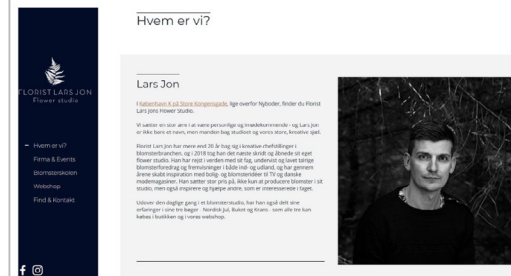 Hvem er vi?
FLORIST LARS JON
Flower studio
Hvem er vi?
Firma & Events
Blomsterskolen
Webshop
Find & Kontakt
Lars Jon
I København K på Store Kongensgade, lige overfor Nyboder, finder du Florist
Lars Jons Flower Studio.
Vi sætter en stor ære i at være personlige og imødekommende - og Lars Jon
er ikke bare et navn, men manden bag studioet og vores store, kreative sjæl.
Florist Lars Jon har mere end 20 år bag sig i kreative chefstillinger i
blomsterbranchen, og i 2018 tog han det næste skridt og åbnede sit eget
flower studio. Han har rejst i verden med sit fag, undervist og lavet talrige
blomsterforedrag og fremvisninger i både ind- og udland, og har gennem
årene skabt inspiration med bolig- og blomsteridéer til TV og danske
modemagasiner. Han sætter stor pris på, ikke kun at producere blomster i sit
studio, men også inspirere og hjælpe andre, som er interesserede i faget.
Udover den daglige gang i et blomsterstudio, har han også delt sine
erfaringer i sine tre bøger - Nordisk Jul, Buket og Krans - som alle tre kan
købes i butikken og i vores webshop.